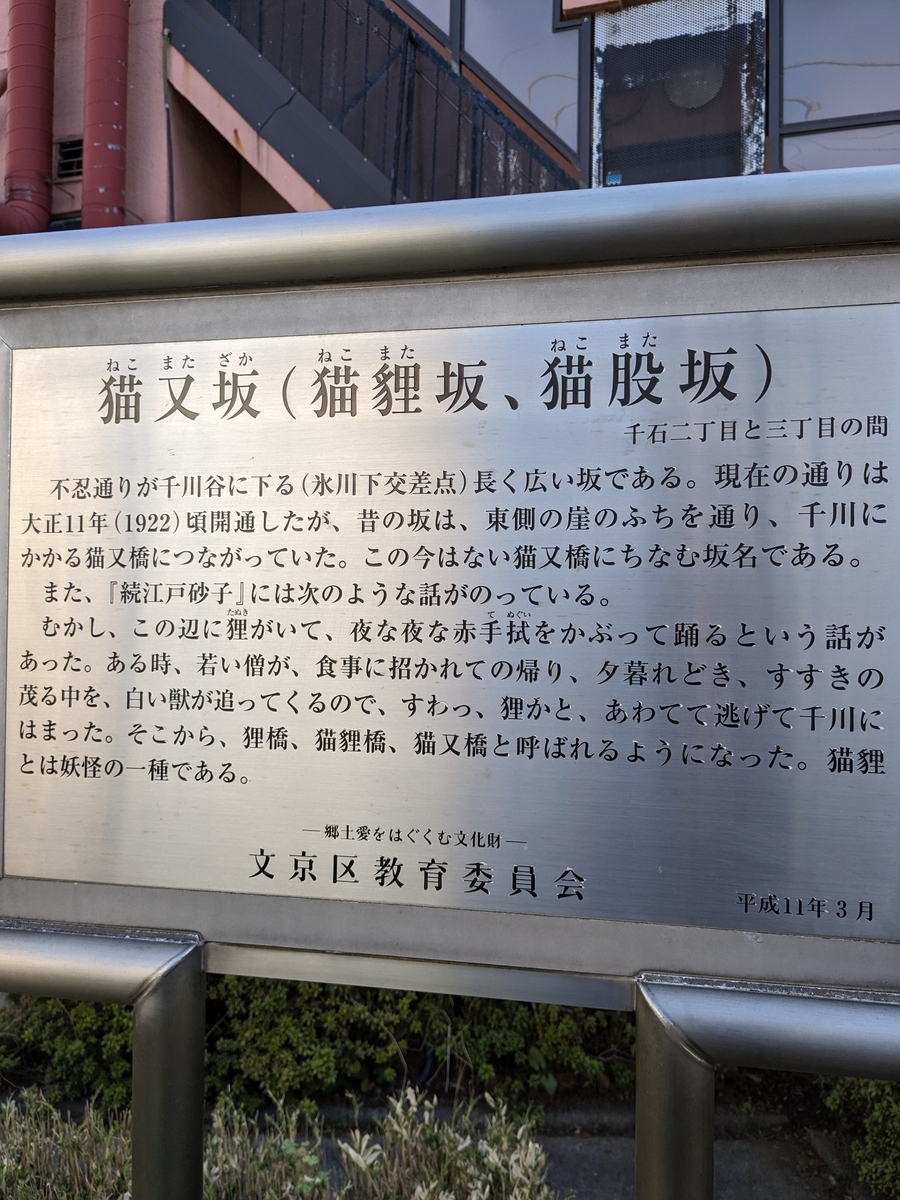 ねこ また ざか ねこ また ねこ また
猫又坂(猫貍坂、猫股坂)
千石二丁目と三丁目の間
不忍通りが千川谷に下る(氷川下交差点)長く広い坂である。現在の通りは
大正11年(1922)頃開通したが、昔の坂は、東側の崖のふちを通り、千川に
かかる猫又橋につながっていた。この今はない猫又橋にちなむ坂名である。
また、『続江戸砂子』には次のような話がのっている。
たぬき て ぬぐい
むかし、この辺に狸がいて、夜な夜な赤手拭をかぶって踊るという話が
あった。ある時、若い僧が、食事に招かれての帰り、夕暮れどき、すすきの
茂る中を、白い獣が追ってくるので、すわっ、狸かと、あわてて逃げて千川に
はまった。そこから、狸橋、猫貍橋、猫又橋と呼ばれるようになった。猫貍
とは妖怪の一種である。
―郷土愛をはぐくむ文化財―
文京区教育委員会
平成11年3月